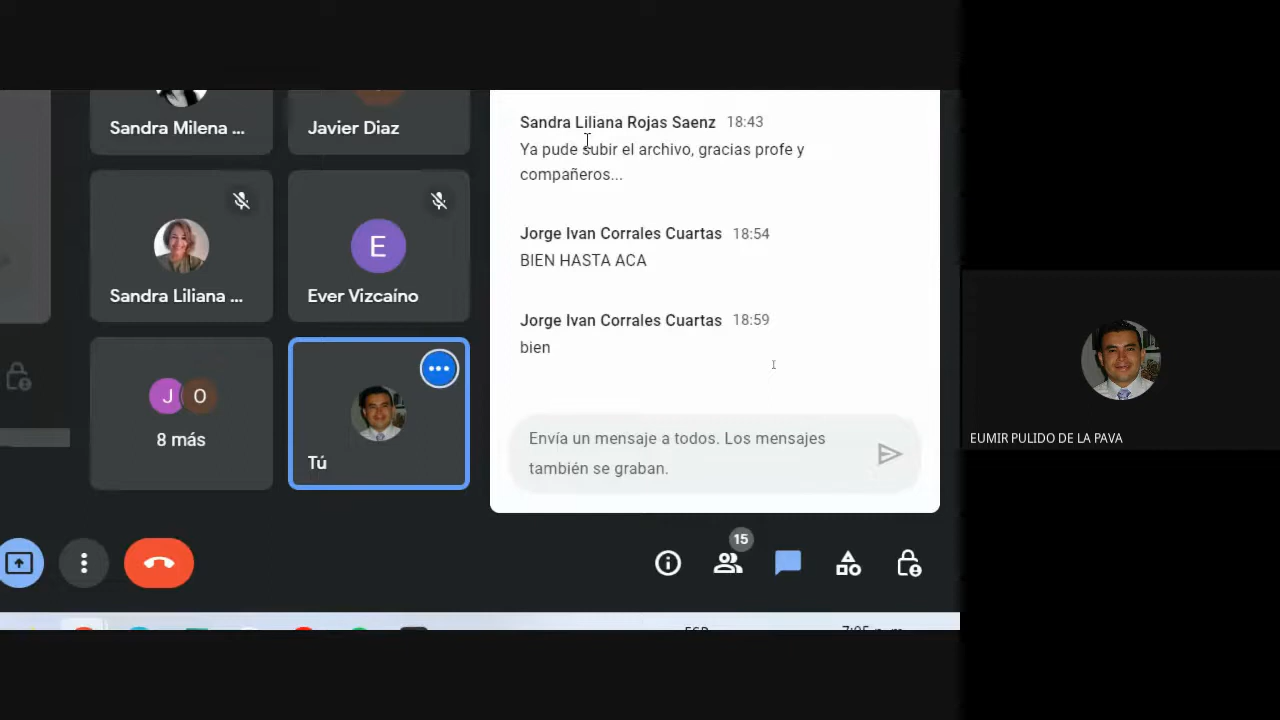 Sandra Milena ...
Javier Diaz
Sandra Liliana ...
E
Ever Vizcaíno
J O
8 más
Tú
Sandra Liliana Rojas Saenz 18:43
Ya pude subir el archivo, gracias profe y
compañeros...
Jorge Ivan Corrales Cuartas 18:54
BIEN HASTA ACA
Jorge Ivan Corrales Cuartas 18:59
bien
Envía un mensaje a todos. Los mensajes
también se graban.
15
EUMIR PULIDO DE LA PAVA